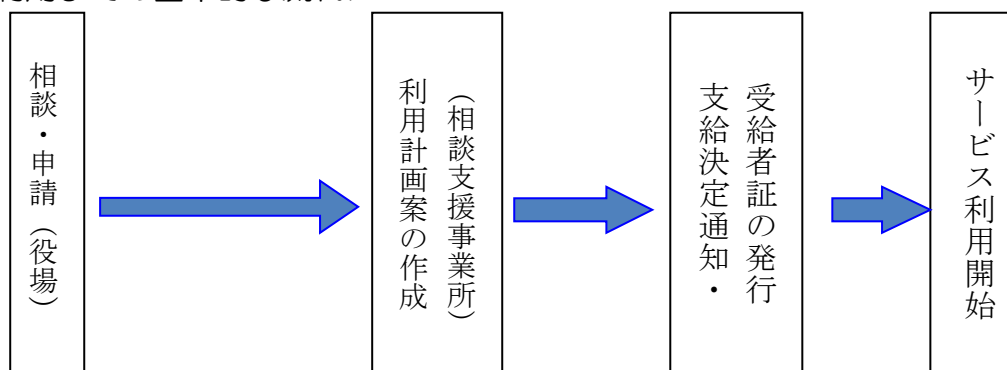 相談・申請（役場）
利用計画案の作成
（相談支援事業所）
支給決定通知・
受給者証の発行
サービス利用開始